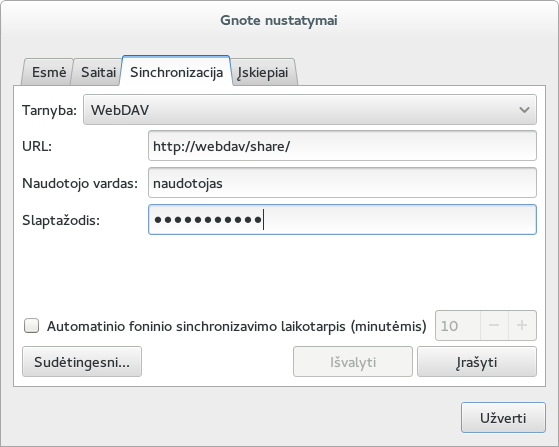 Gnote nustatymai
Esmė Saitai Sinchronizacija Įskiepiai
Tarnyba: WebDAV
URL: http://webdav/share/
Naudotojo vardas: naudotojas
Slaptažodis: •••••••••••
Automatinio foninio sinchronizavimo laikotarpis (minutėmis) 10 − +
Sudėtingesni... Išvalyti Įrašyti
Užverti